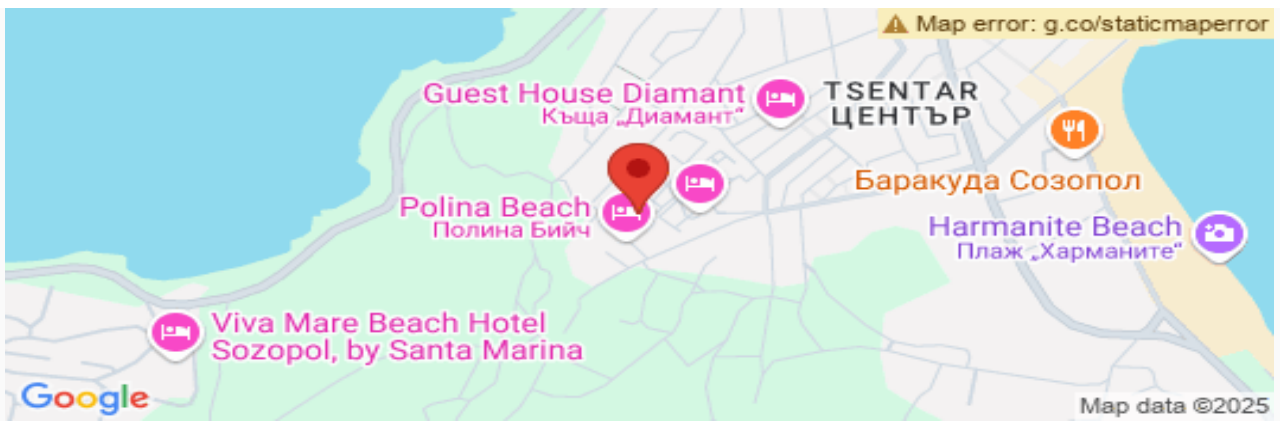 Map error: g.co/staticmaperror
Guest House Diamant
Къща „Диамант“
TSENTAR
ЦЕНТЪР
Баракуда Созопол
Polina Beach
Полина Бийч
Harmanite Beach
Плаж „Харманите“
Viva Mare Beach Hotel
Sozopol, by Santa Marina
Google
Map data ©2025